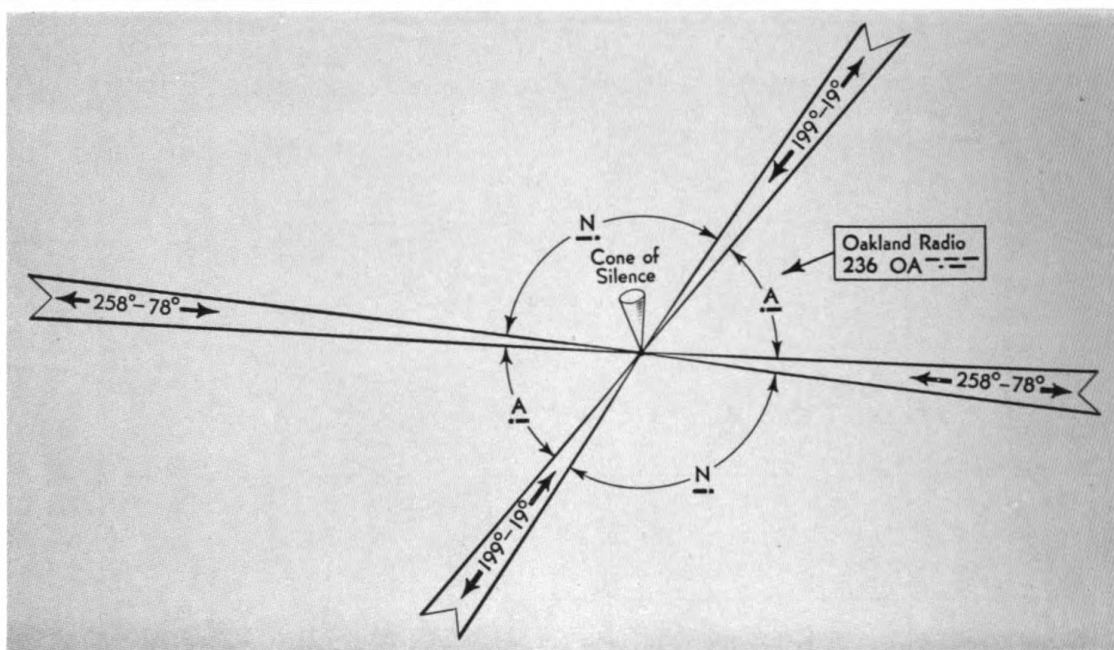 199°–19°
N
Cone of
Silence
Oakland Radio
236 OA
A
258°–78°
258°–78°
A
N
199°–19°